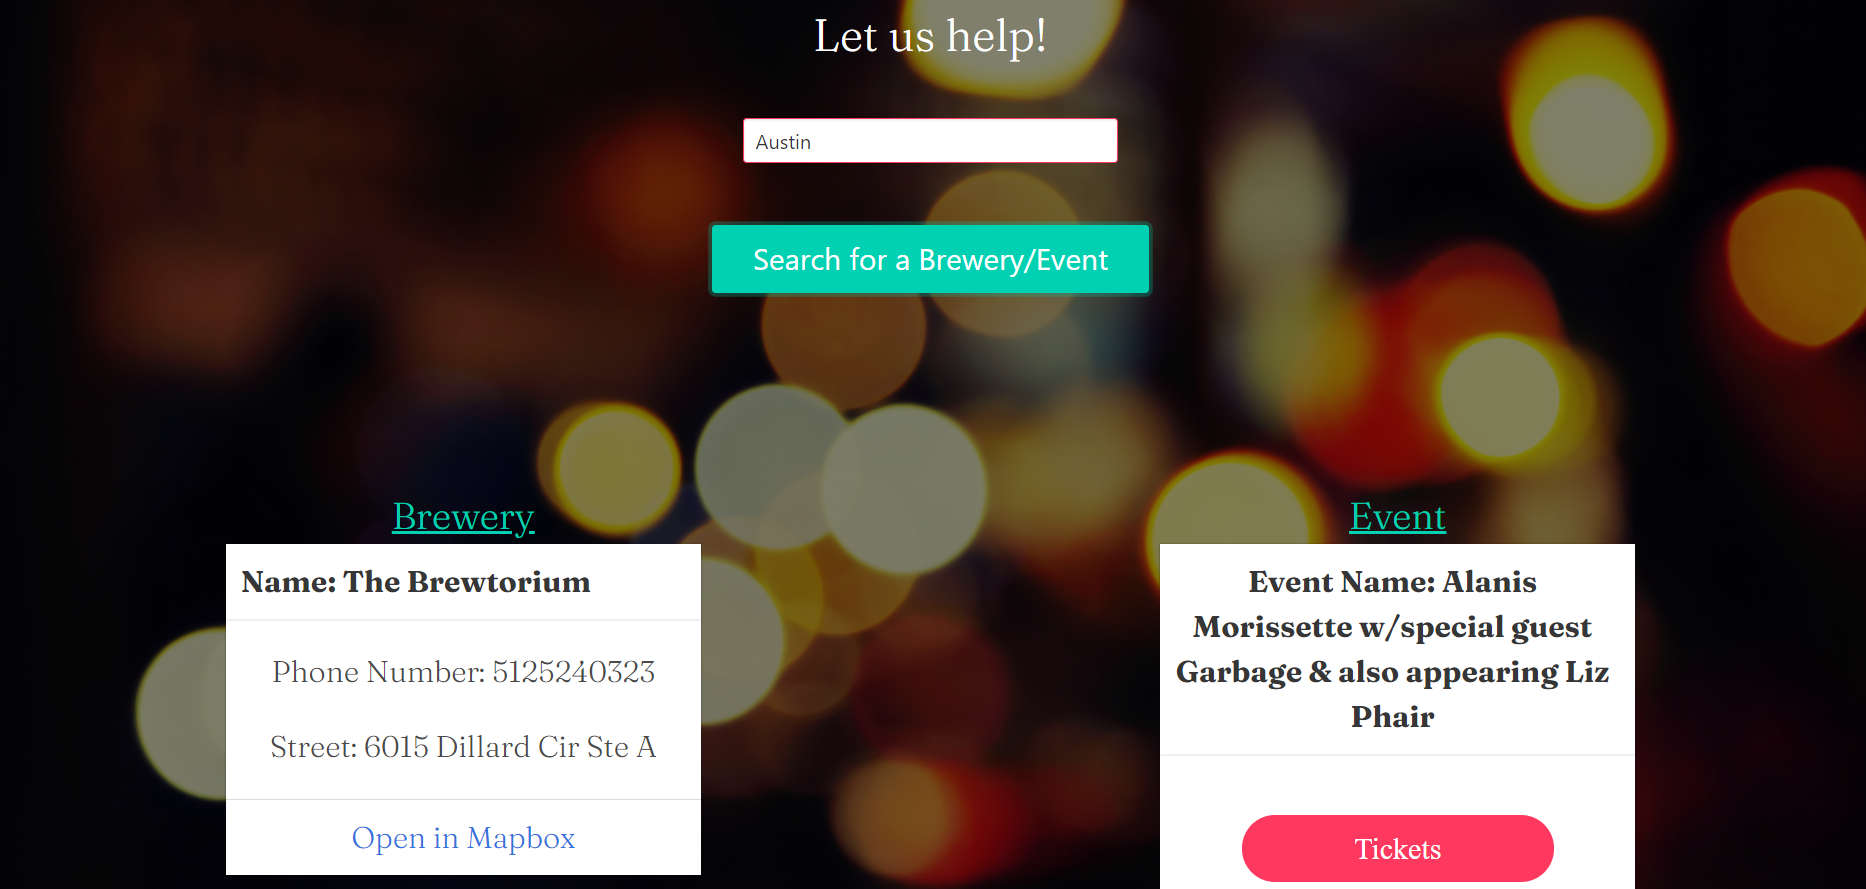 Let us help!
Austin
Search for a Brewery/Event
Brewery
Name: The Brewtorium
Phone Number: 5125240323
Street: 6015 Dillard Cir Ste A
Open in Mapbox
Event
Event Name: Alanis
Morissette w/special guest
Garbage & also appearing Liz
Phair
Tickets